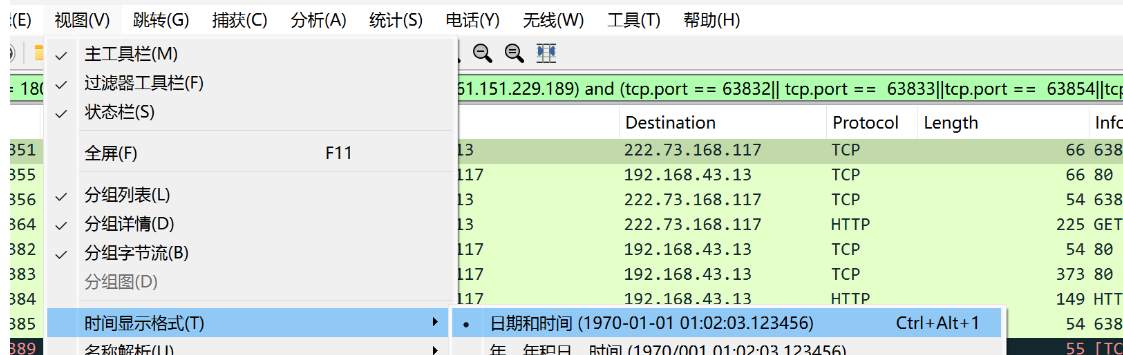 (E) 视图(V) 跳转(G) 捕获(C) 分析(A) 统计(S) 电话(Y) 无线(W) 工具(T) 帮助(H)
主工具栏(M)
过滤器工具栏(F)
= 180 61.151.229.189) and (tcp.port == 63832|| tcp.port == 63833||tcp.port == 63854||tcp
状态栏(S)
Destination Protocol Length Info
全屏(F) F11
351 13 222.73.168.117 TCP 66 638
355 117 192.168.43.13 TCP 66 80
分组列表(L)
356 13 222.73.168.117 TCP 54 638
分组详情(D)
364 13 222.73.168.117 HTTP 225 GET
分组字节流(B)
382 117 192.168.43.13 TCP 54 80
分组图(D)
383 117 192.168.43.13 TCP 373 80
384 117 192.168.43.13 HTTP 149 HTT
时间显示格式(T)
日期和时间 (1970-01-01 01:02:03.123456) Ctrl+Alt+1
385 54 638
名称解析(U)
年、年积日、时间 (1970/001 01:02:03.123456)
389 55 [TC